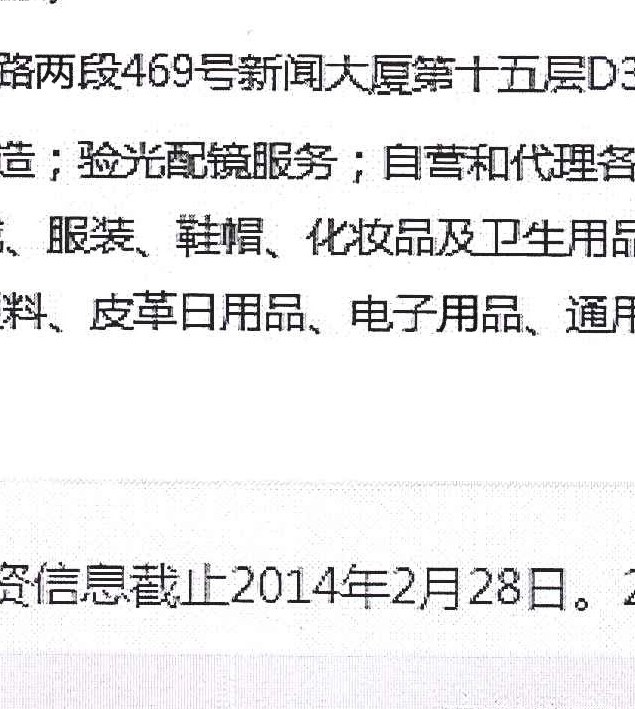 路两段469号新闻大厦第十五层D3
造；验光配镜服务；自营和代理各
、服装、鞋帽、化妆品及卫生用品
料、皮革日用品、电子用品、通用
资信息截止2014年2月28日。2